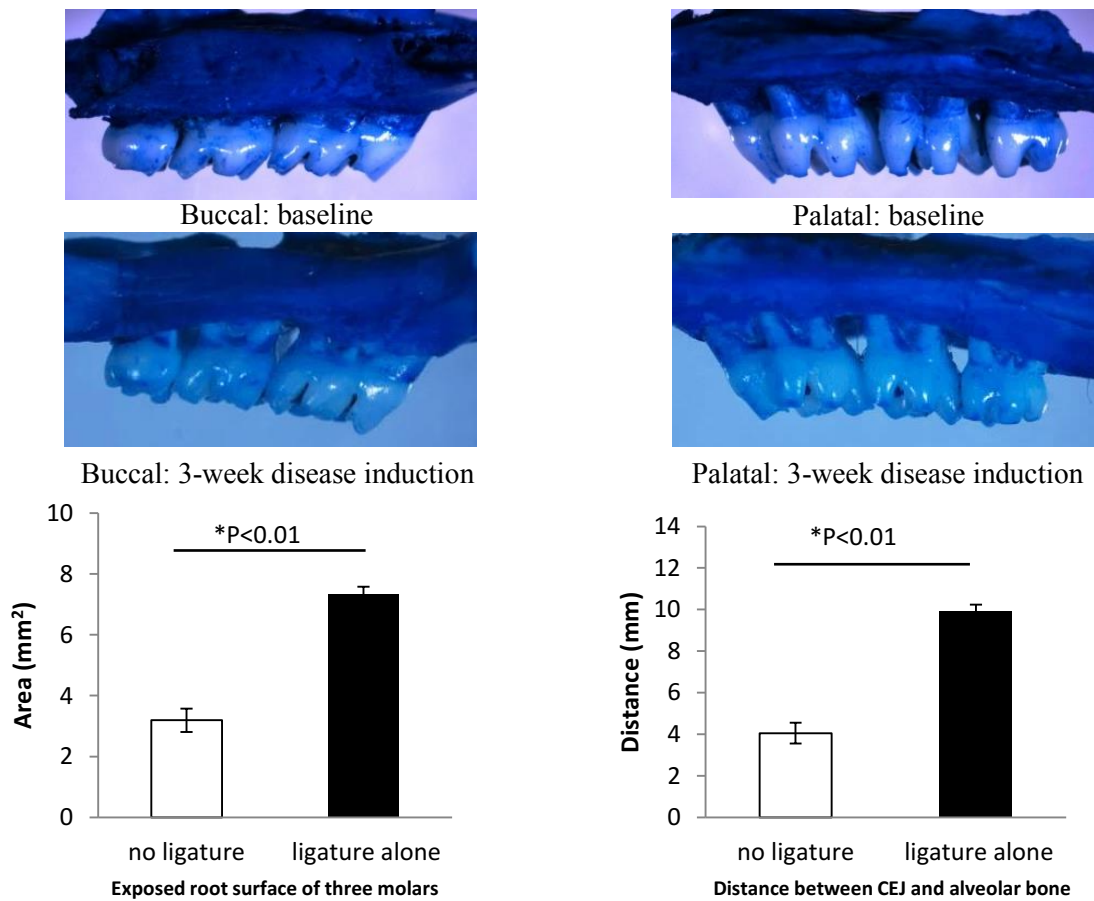 Buccal: baseline
Palatal: baseline
Buccal: 3-week disease induction
Palatal: 3-week disease induction
10
8
6
4
2
0
Area (mm²)
*P<0.01
no ligature
ligature alone
Exposed root surface of three molars
14
12
10
8
6
4
2
0
Distance (mm)
*P<0.01
no ligature
ligature alone
Distance between CEJ and alveolar bone